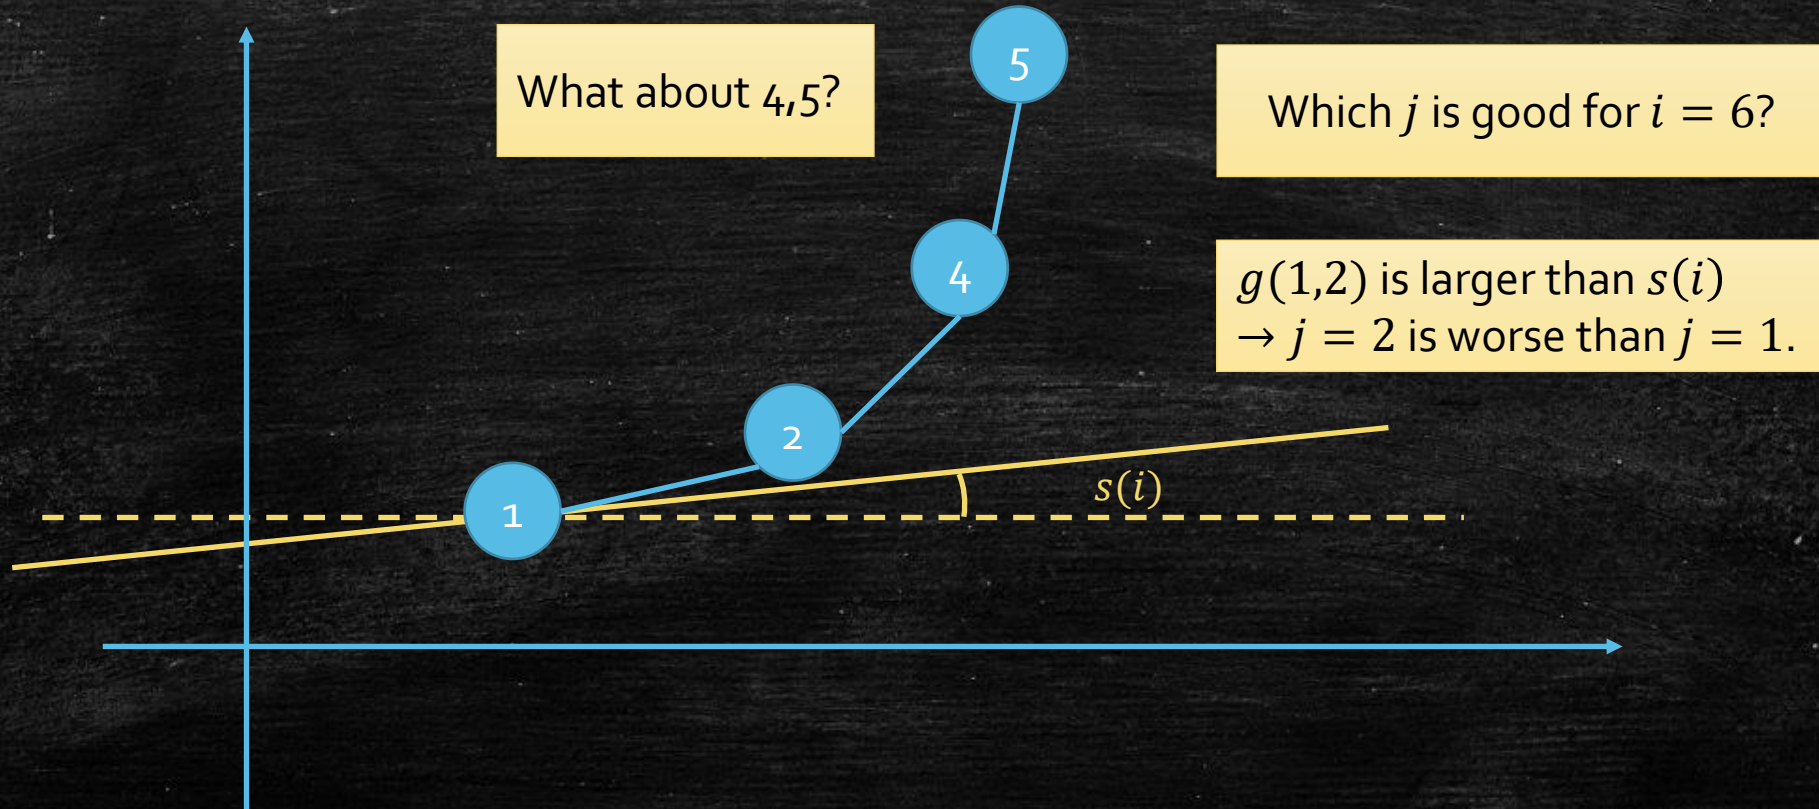 What about 4,5?
5
Which j is good for i = 6?
4
g(1,2) is larger than s(i)
→ j = 2 is worse than j = 1.
2
s(i)
1